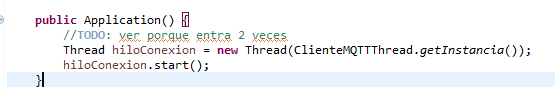 public Application() {
//TODO: ver porque entra 2 veces
Thread hiloConexion = new Thread(ClienteMQTTThread.getInstancia());
hiloConexion.start();
}